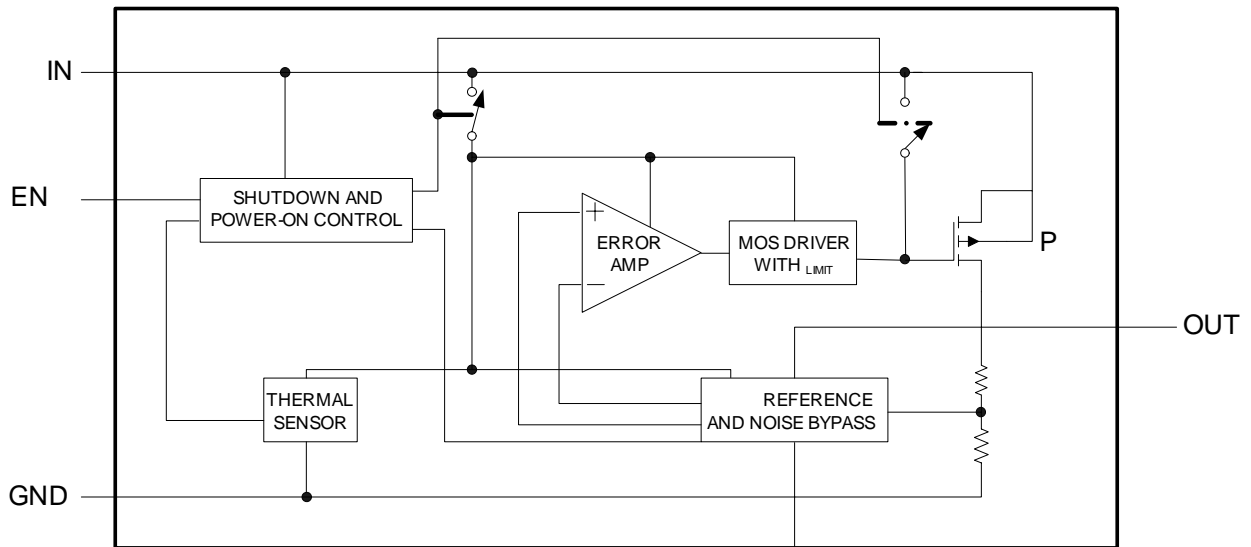 IN
EN
SHUTDOWN AND
POWER-ON CONTROL
+
ERROR
AMP
−
MOS DRIVER
WITH LIMIT
P
OUT
THERMAL
SENSOR
REFERENCE
AND NOISE BYPASS
GND